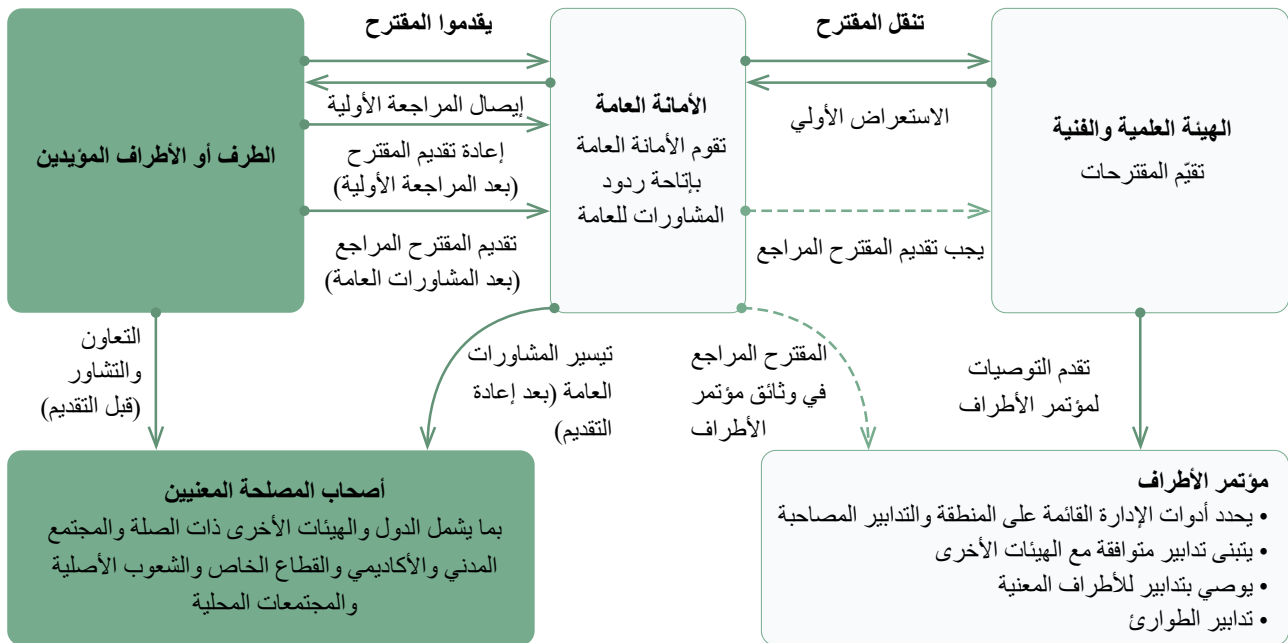 يقدموا المقترح
تنقل المقترح
الطرف أو الأطراف المؤيدين
إيصال المراجعة الأولية
إعادة تقديم المقترح
(بعد المراجعة الأولية)
تقديم المقترح المراجع
(بعد المشاورات العامة)
الأمانة العامة
تقوم الأمانة العامة
بإتاحة ردود
المشاورات للعامة
الاستعراض الأولي
يجب تقديم المقترح المراجع
الهيئة العلمية والفنية
تقيّم المقترحات
التعاون
والتشاور
(قبل التقديم)
تيسير المشاورات
العامة (بعد إعادة
التقديم)
المقترح المراجع
في وثائق مؤتمر
الأطراف
تقدم التوصيات
لمؤتمر الأطراف
أصحاب المصلحة المعنيين
بما يشمل الدول والهيئات الأخرى ذات الصلة والمجتمع
المدني والأكاديمي والقطاع الخاص والشعوب الأصلية
والمجتمعات المحلية
مؤتمر الأطراف
• يحدد أدوات الإدارة القائمة على المنطقة والتدابير المصاحبة
• يتبنى تدابير متوافقة مع الهيئات الأخرى
• يوصي بتدابير للأطراف المعنية
• تدابير الطوارئ